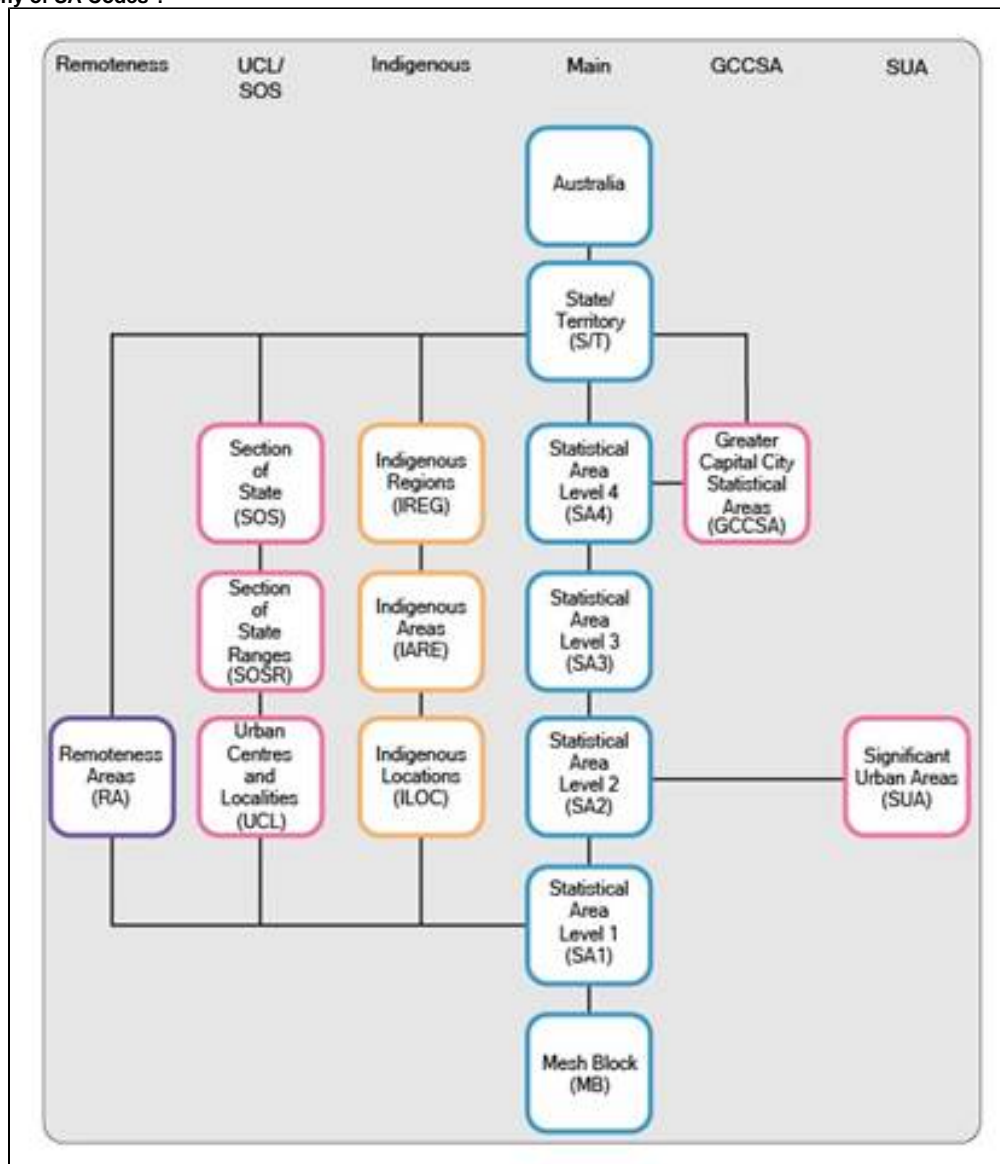 of SA Codes
Remoteness
UCL/
SOS
Indigenous
Main
GCCSA
SUA
Australia
State/
Territory
(S/T)
Section
of
State
(SOS)
Indigenous
Regions
(IREG)
Statistical
Area
Level 4
(SA4)
Greater
Capital City
Statistical
Areas
(GCCSA)
Section
of
State
Ranges
(SOSR)
Indigenous
Areas
(IARE)
Statistical
Area
Level 3
(SA3)
Remoteness
Areas
(RA)
Urban
Centres
and
Localities
(UCL)
Indigenous
Locations
(ILOC)
Statistical
Area
Level 2
(SA2)
Significant
Urban Areas
(SUA)
Statistical
Area
Level 1
(SA1)
Mesh Block
(MB)